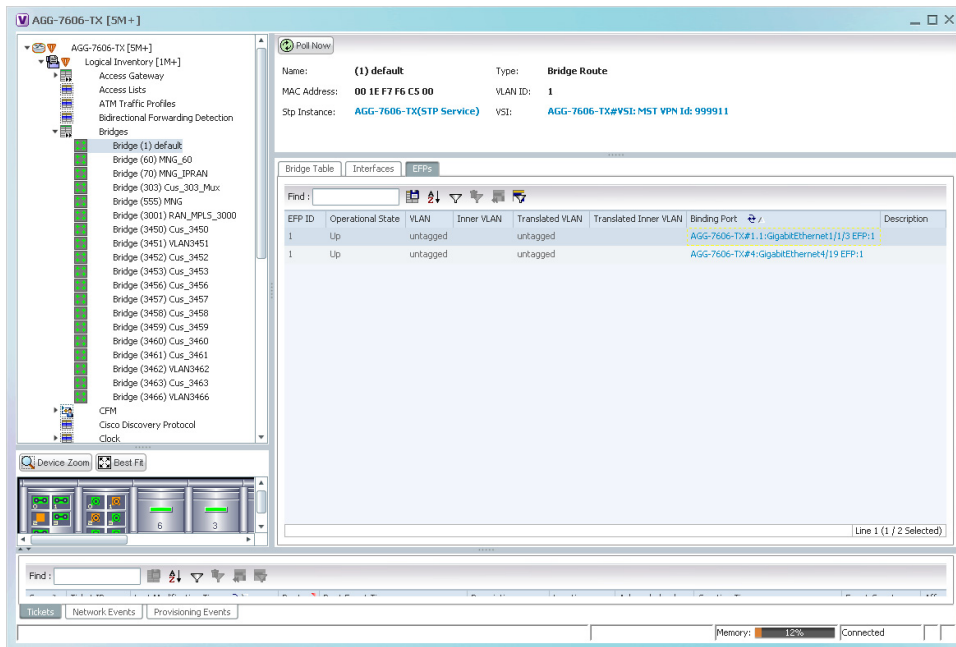 AGG-7606-TX [5M+]
AGG-7606-TX [5M+]
Logical Inventory [1M+]
Access Gateway
Access Lists
ATM Traffic Profiles
Bidirectional Forwarding Detection
Bridges
Bridge (1) default
Bridge (60) MNG_60
Bridge (70) MNG_IPRAN
Bridge (303) Cus_303_Mux
Bridge (555) MNG
Bridge (3001) RAN_MPLS_3000
Bridge (3450) Cus_3450
Bridge (3451) VLAN3451
Bridge (3452) Cus_3452
Bridge (3453) Cus_3453
Bridge (3456) Cus_3456
Bridge (3457) Cus_3457
Bridge (3458) Cus_3458
Bridge (3459) Cus_3459
Bridge (3460) Cus_3460
Bridge (3461) Cus_3461
Bridge (3462) VLAN3462
Bridge (3463) Cus_3463
Bridge (3466) VLAN3466
CFM
Cisco Discovery Protocol
Clock
Device Zoom Best Fit
6 3
Poll Now
Name: (1) default Type: Bridge Route
MAC Address: 00 1E F7 F6 C5 00 VLAN ID: 1
Stp Instance: AGG-7606-TX(STP Service) VSI: AGG-7606-TX#VSI: MST VPN Id: 999911
Bridge Table Interfaces EFPs
Find :
EFP ID Operational State VLAN Inner VLAN Translated VLAN Translated Inner VLAN Binding Port Description
1 Up untagged untagged AGG-7606-TX#1.1:GigabitEthernet1/1/3 EFP:1
1 Up untagged untagged AGG-7606-TX#4:GigabitEthernet4/19 EFP:1
Line 1 (1 / 2 Selected)
Find :
Tickets Network Events Provisioning Events
Memory: 12% Connected